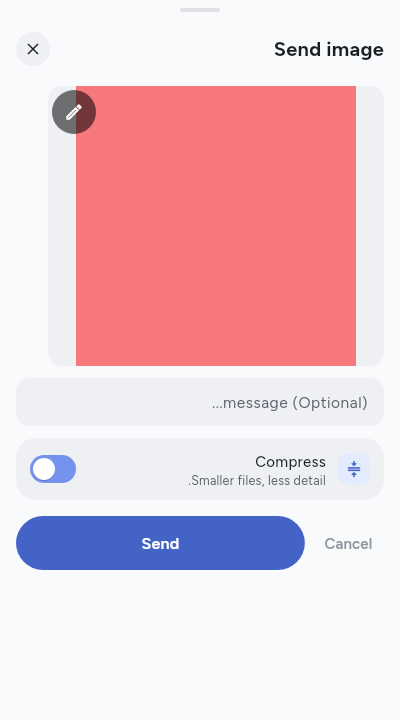 Send image
message (Optional)...
Compress
Smaller files, less detail.
Cancel
Send